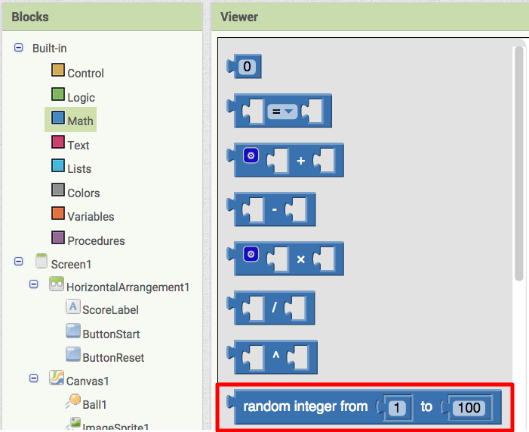 Blocks
Viewer
Built-in
Control
Logic
Math
Text
Lists
Colors
Variables
Procedures
Screen1
HorizontalArrangement1
ScoreLabel
ButtonStart
ButtonReset
Canvas1
Ball1
ImageSprite1
0
=
+
-
×
/
^
random integer from 1 to 100